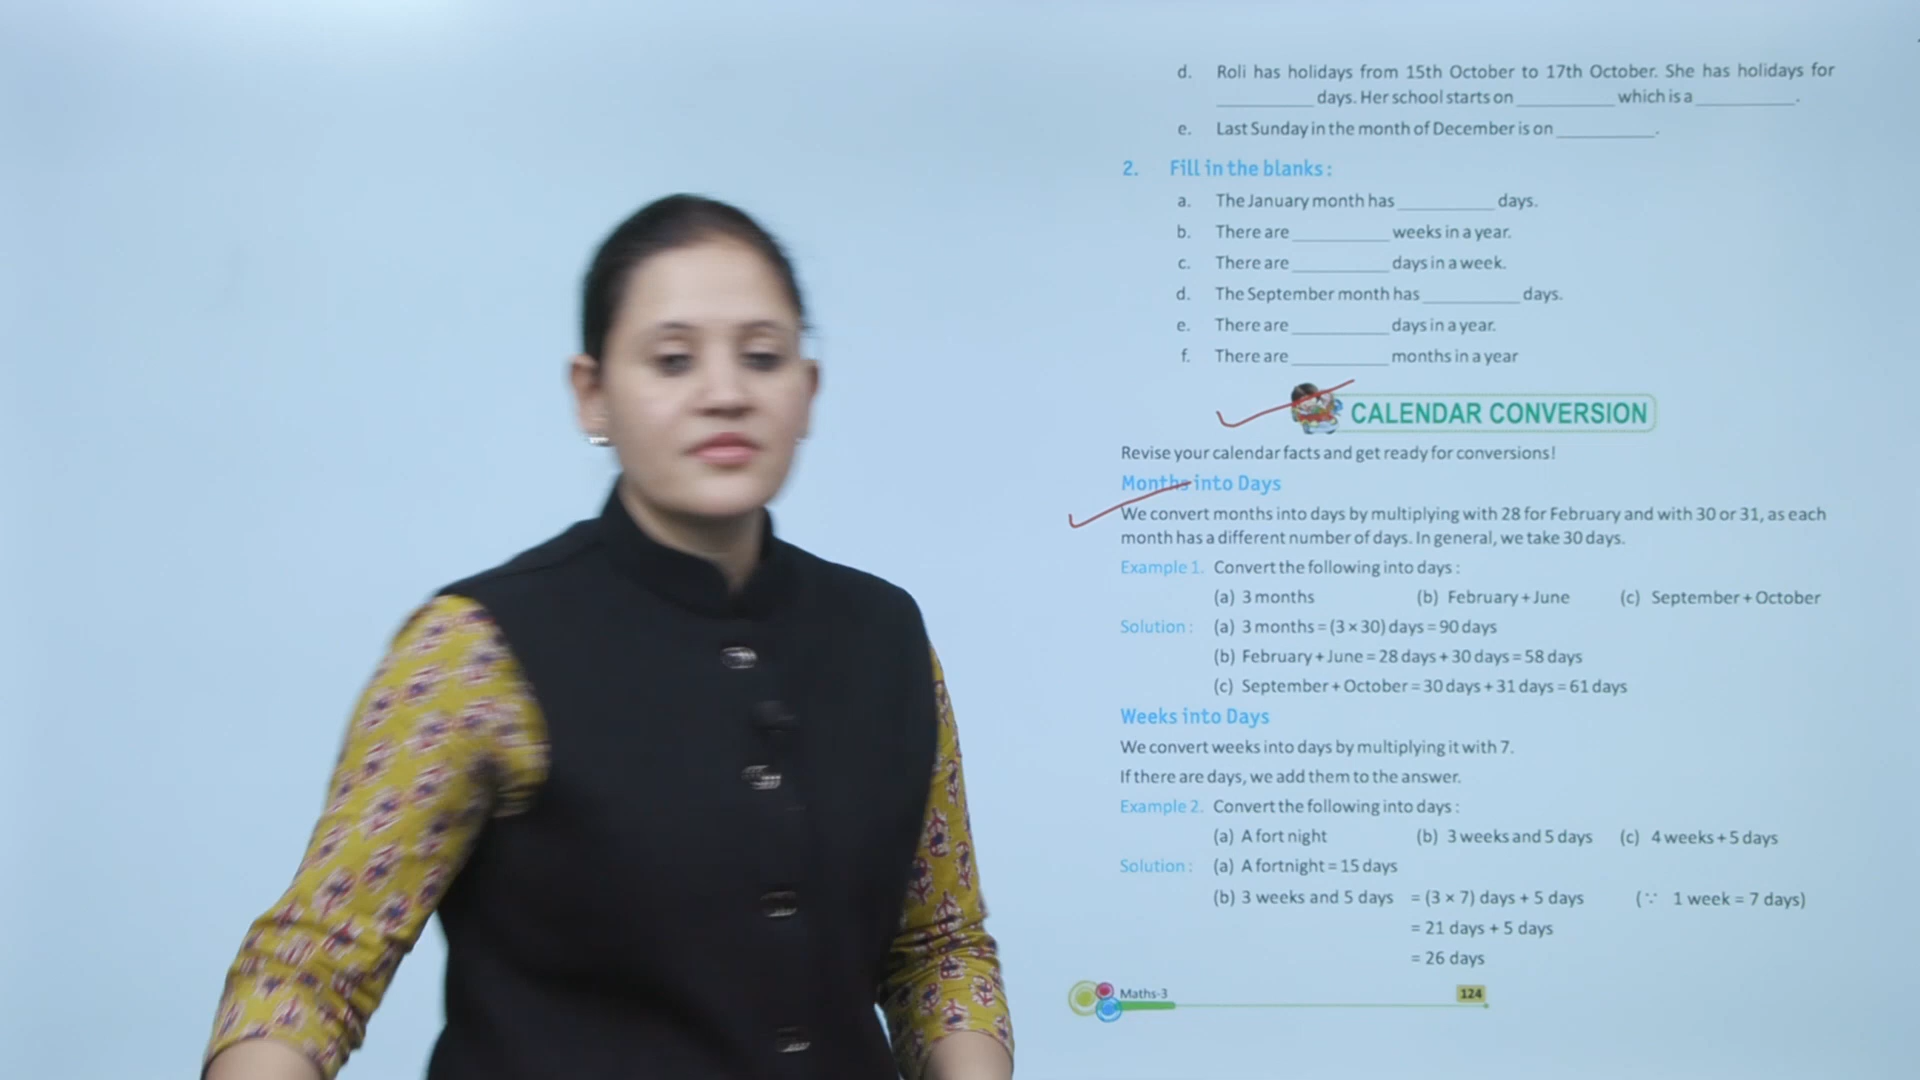 d. Roli has holidays from 15th October to 17th October. She has holidays for
__________ days. Her school starts on __________ which is a __________.
e. Last Sunday in the month of December is on __________.
2. Fill in the blanks :
a. The January month has __________ days.
b. There are __________ weeks in a year.
c. There are __________ days in a week.
d. The September month has __________ days.
e. There are __________ days in a year.
f. There are __________ months in a year
CALENDAR CONVERSION
Revise your calendar facts and get ready for conversions!
Months into Days
We convert months into days by multiplying with 28 for February and with 30 or 31, as each
month has a different number of days. In general, we take 30 days.
Example 1. Convert the following into days :
(a) 3 months (b) February + June (c) September + October
Solution : (a) 3 months = (3 × 30) days = 90 days
(b) February + June = 28 days + 30 days = 58 days
(c) September + October = 30 days + 31 days = 61 days
Weeks into Days
We convert weeks into days by multiplying it with 7.
If there are days, we add them to the answer.
Example 2. Convert the following into days :
(a) A fort night (b) 3 weeks and 5 days (c) 4 weeks + 5 days
Solution : (a) A fortnight = 15 days
(b) 3 weeks and 5 days = (3 × 7) days + 5 days (∵ 1 week = 7 days)
= 21 days + 5 days
= 26 days
Maths-3 124